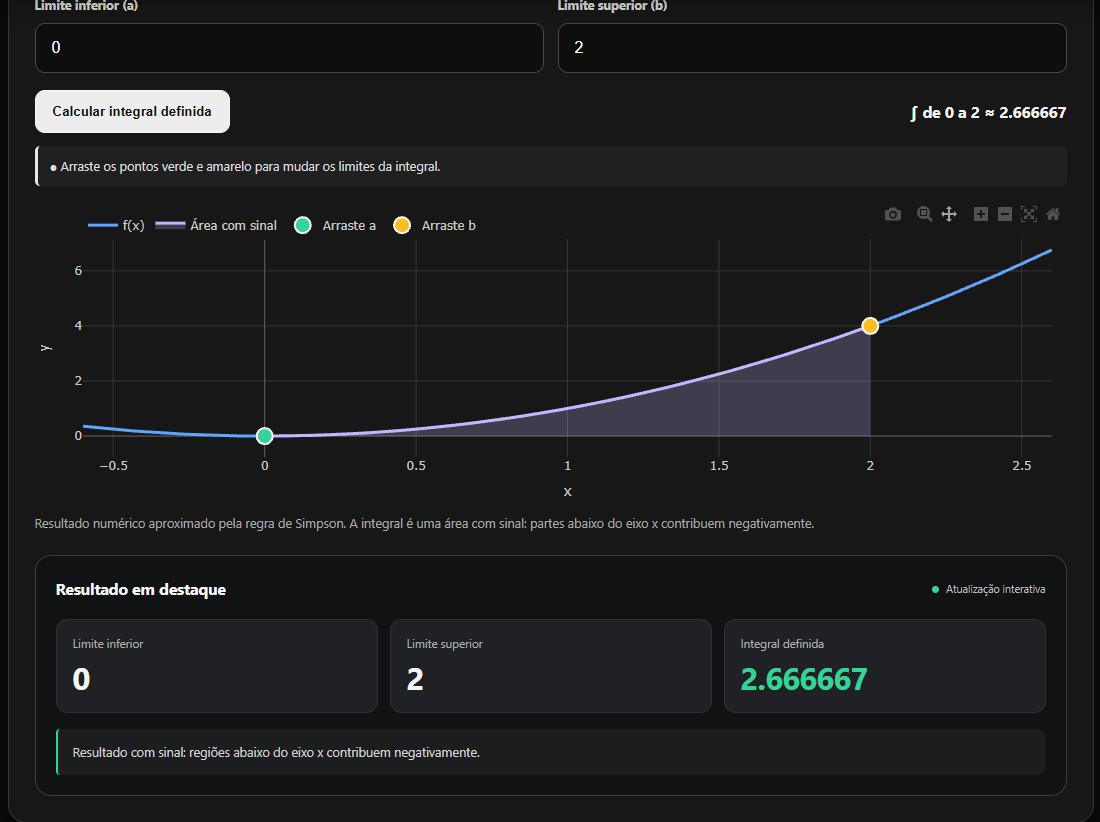 Limite inferior (a) Limite superior (b)
0 2
Calcular integral definida ∫ de 0 a 2 ≈ 2.666667
● Arraste os pontos verde e amarelo para mudar os limites da integral.
f(x) Área com sinal Arraste a Arraste b
6
4
y
2
0
−0.5 0 0.5 1 1.5 2 2.5
x
Resultado numérico aproximado pela regra de Simpson. A integral é uma área com sinal: partes abaixo do eixo x contribuem negativamente.
Resultado em destaque ● Atualização interativa
Limite inferior Limite superior Integral definida
0 2 2.666667
Resultado com sinal: regiões abaixo do eixo x contribuem negativamente.